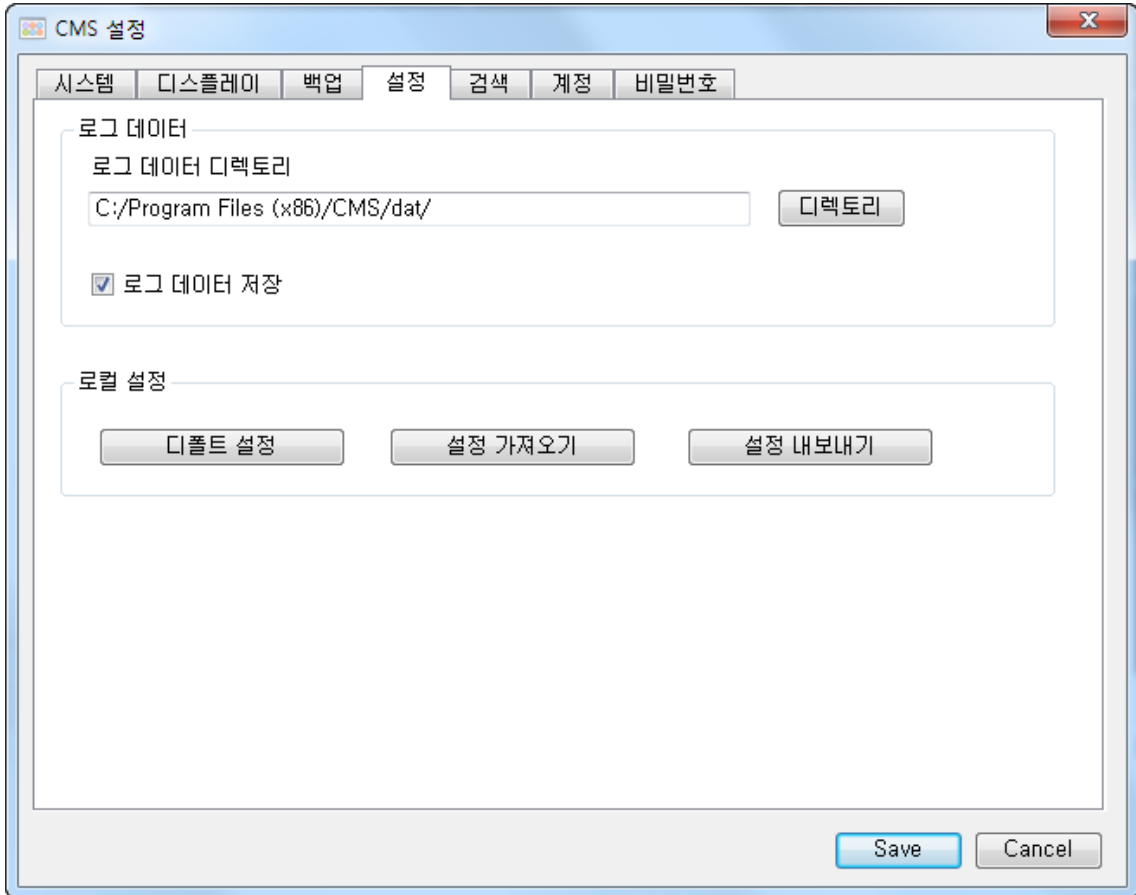 CMS 설정
시스템 디스플레이 백업 설정 검색 계정 비밀번호
로그 데이터
로그 데이터 디렉토리
C:/Program Files (x86)/CMS/dat/ 디렉토리
로그 데이터 저장
로컬 설정
디폴트 설정 설정 가져오기 설정 내보내기
Save Cancel